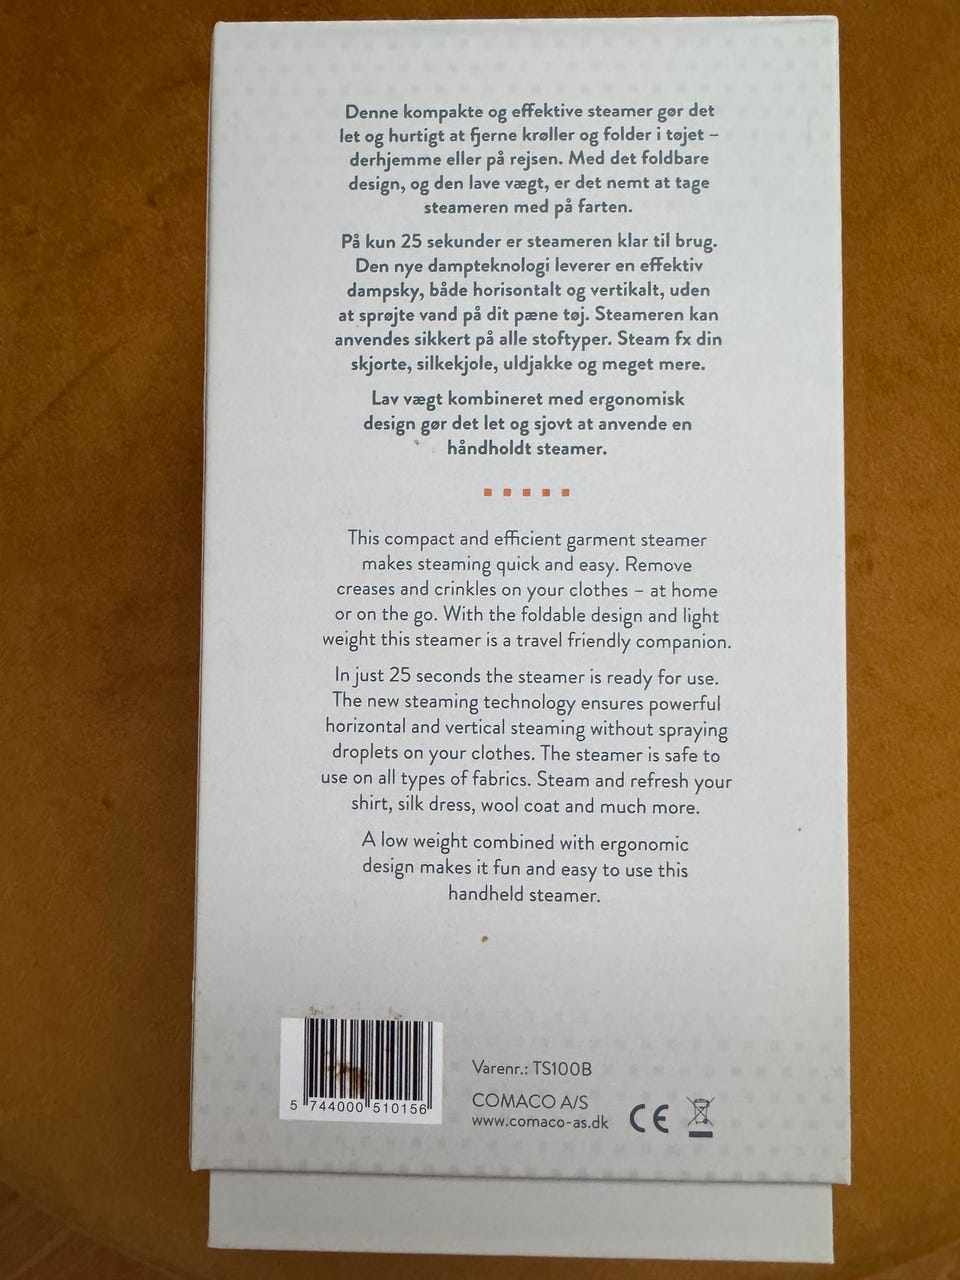 Denne kompakte og effektive steamer gør det
let og hurtigt at fjerne krøller og folder i tøjet –
derhjemme eller på rejsen. Med det foldbare
design, og den lave vægt, er det nemt at tage
steameren med på farten.
På kun 25 sekunder er steameren klar til brug.
Den nye dampteknologi leverer en effektiv
dampsky, både horisontalt og vertikalt, uden
at sprøjte vand på dit pæne tøj. Steameren kan
anvendes sikkert på alle stoftyper. Steam fx din
skjorte, silkekjole, uldjakke og meget mere.
Lav vægt kombineret med ergonomisk
design gør det let og sjovt at anvende en
håndholdt steamer.
This compact and efficient garment steamer
makes steaming quick and easy. Remove
creases and crinkles on your clothes – at home
or on the go. With the foldable design and light
weight this steamer is a travel friendly companion.
In just 25 seconds the steamer is ready for use.
The new steaming technology ensures powerful
horizontal and vertical steaming without spraying
droplets on your clothes. The steamer is safe to
use on all types of fabrics. Steam and refresh your
shirt, silk dress, wool coat and much more.
A low weight combined with ergonomic
design makes it fun and easy to use this
handheld steamer.
5 744000 510156
Varenr.: TS100B
COMACO A/S
www.comaco-as.dk
CE